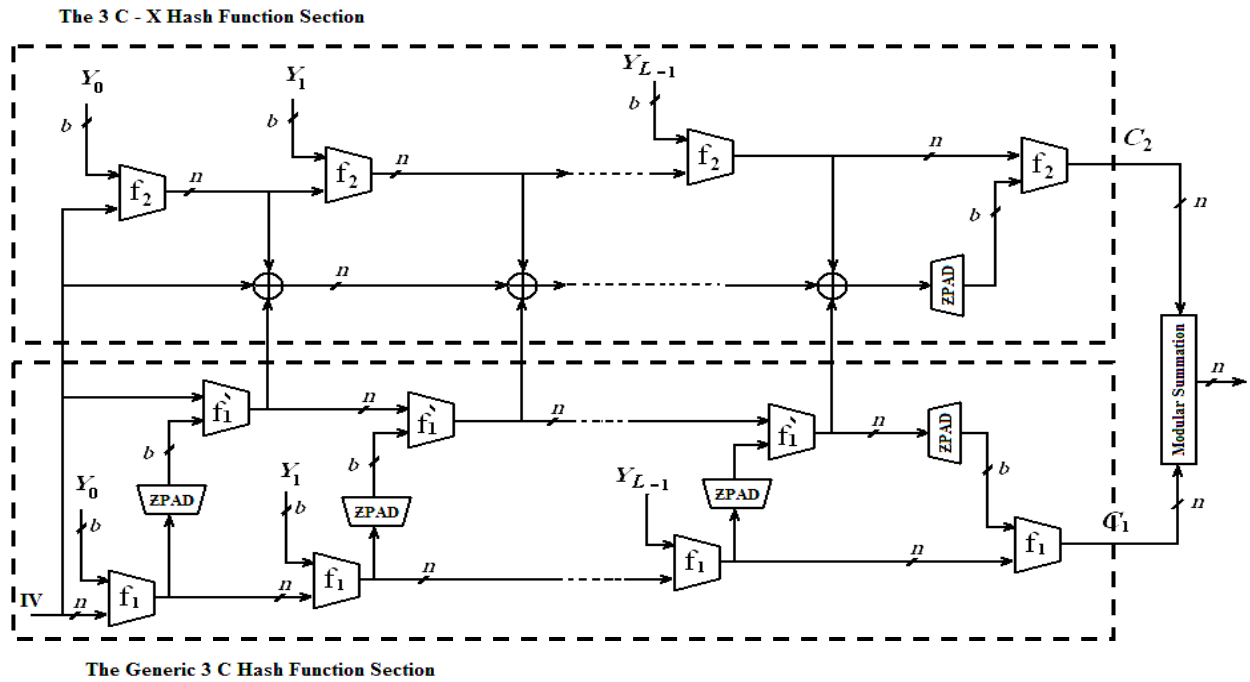 The 3 C - X Hash Function Section
Y0
Y1
YL-1
b
b
b
f2
n
f2
n
f2
n
f2
C2
n
b
n
n
ZPAD
Modular Summation
n
f1'
n
f1'
n
f1'
n
ZPAD
b
b
b
Y0
Y1
YL-1
ZPAD
ZPAD
ZPAD
b
b
n
C1
IV
n
f1
n
f1
n
f1
n
f1
The Generic 3 C Hash Function Section